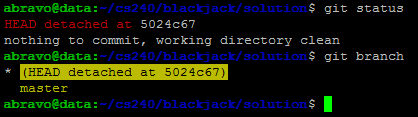 abravo@data:~/cs240/blackjack/solution$ git status
HEAD detached at 5024c67
nothing to commit, working directory clean
abravo@data:~/cs240/blackjack/solution$ git branch
* (HEAD detached at 5024c67)
  master
abravo@data:~/cs240/blackjack/solution$